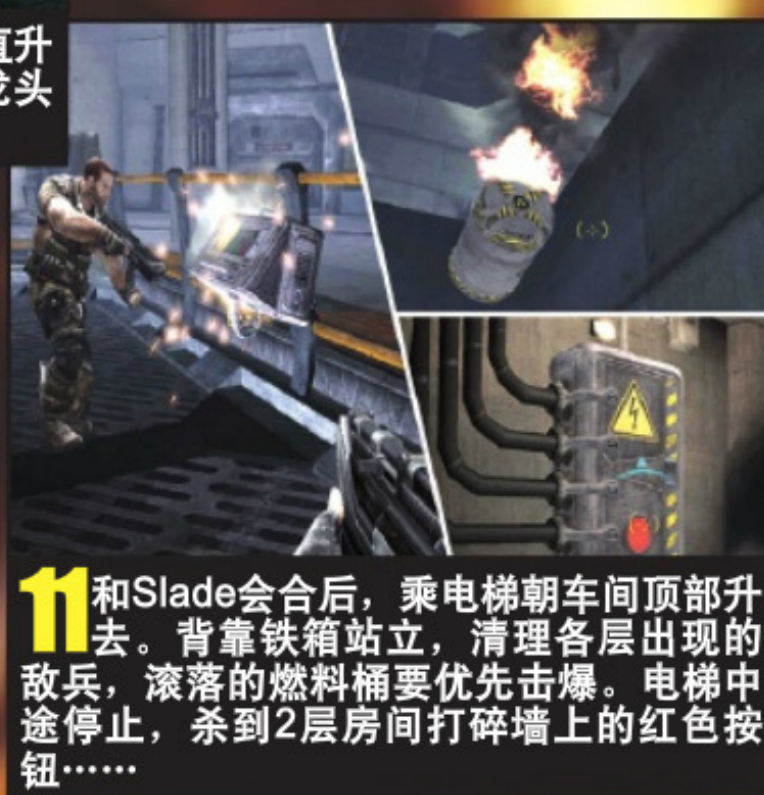 直升
龙头
11 和Slade会合后，乘电梯朝车间顶部升
去。背靠铁箱站立，清理各层出现的
敌兵，滚落的燃料桶要优先击爆。电梯中
途停止，杀到2层房间打碎墙上的红色按
钮……